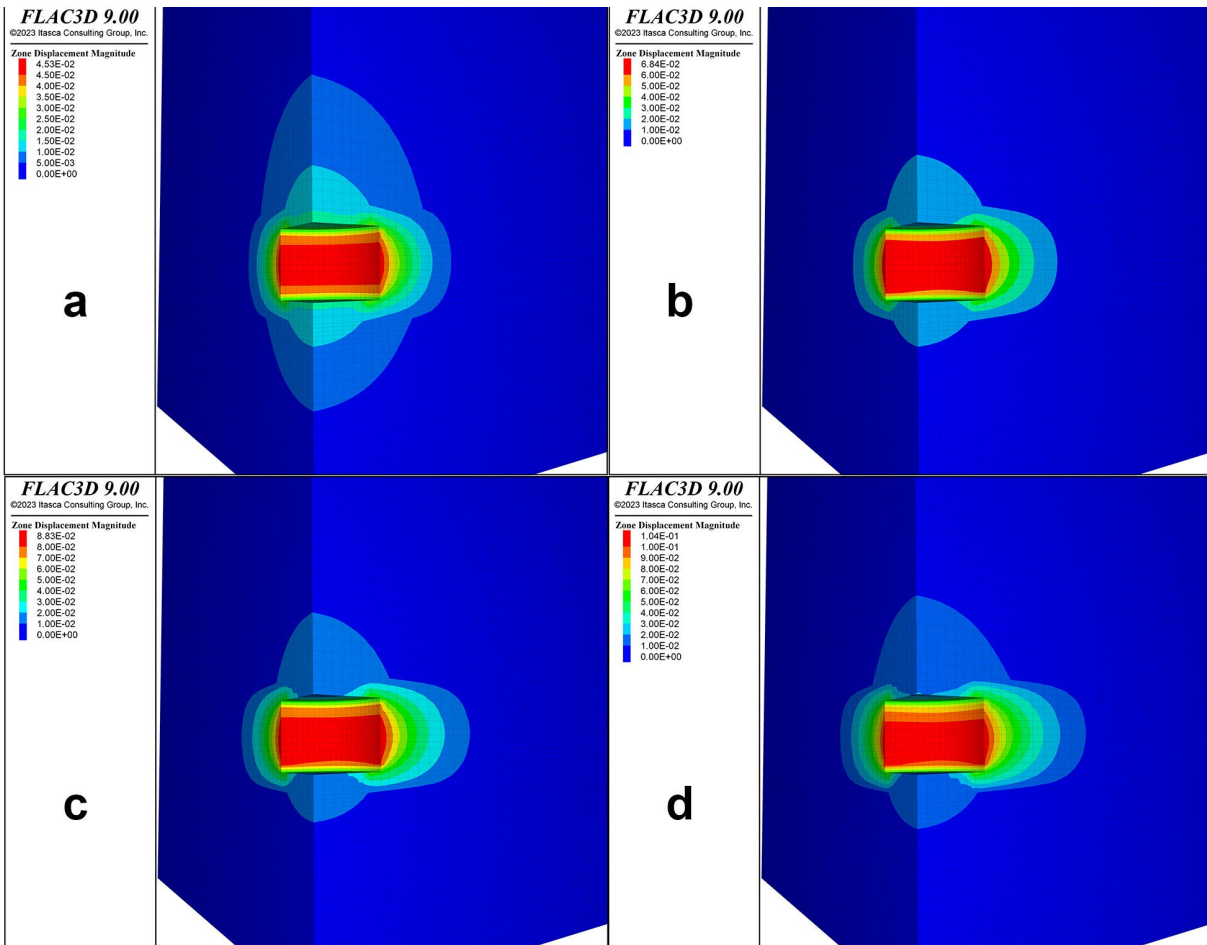 FLAC3D 9.00
©2023 Itasca Consulting Group, Inc.
Zone Displacement Magnitude
4.53E-02
4.50E-02
4.00E-02
3.50E-02
3.00E-02
2.50E-02
2.00E-02
1.50E-02
1.00E-02
5.00E-03
0.00E+00
a
FLAC3D 9.00
©2023 Itasca Consulting Group, Inc.
Zone Displacement Magnitude
6.84E-02
6.00E-02
5.00E-02
4.00E-02
3.00E-02
2.00E-02
1.00E-02
0.00E+00
b
FLAC3D 9.00
©2023 Itasca Consulting Group, Inc.
Zone Displacement Magnitude
8.83E-02
8.00E-02
7.00E-02
6.00E-02
5.00E-02
4.00E-02
3.00E-02
2.00E-02
1.00E-02
0.00E+00
c
FLAC3D 9.00
©2023 Itasca Consulting Group, Inc.
Zone Displacement Magnitude
1.04E-01
1.00E-01
9.00E-02
8.00E-02
7.00E-02
6.00E-02
5.00E-02
4.00E-02
3.00E-02
2.00E-02
1.00E-02
0.00E+00
d